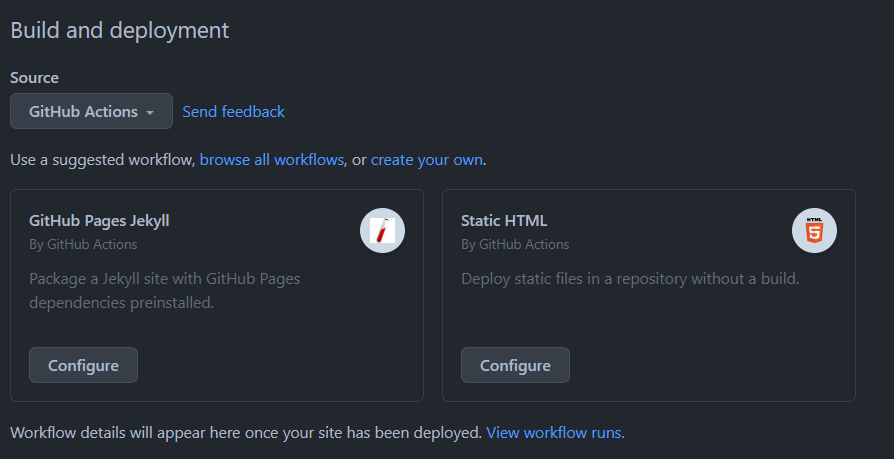 Build and deployment
Source
GitHub Actions
Send feedback
Use a suggested workflow, browse all workflows, or create your own.
GitHub Pages Jekyll
By GitHub Actions
Package a Jekyll site with GitHub Pages
dependencies preinstalled.
Configure
Static HTML
HTML
5
By GitHub Actions
Deploy static files in a repository without a build.
Configure
Workflow details will appear here once your site has been deployed. View workflow runs.